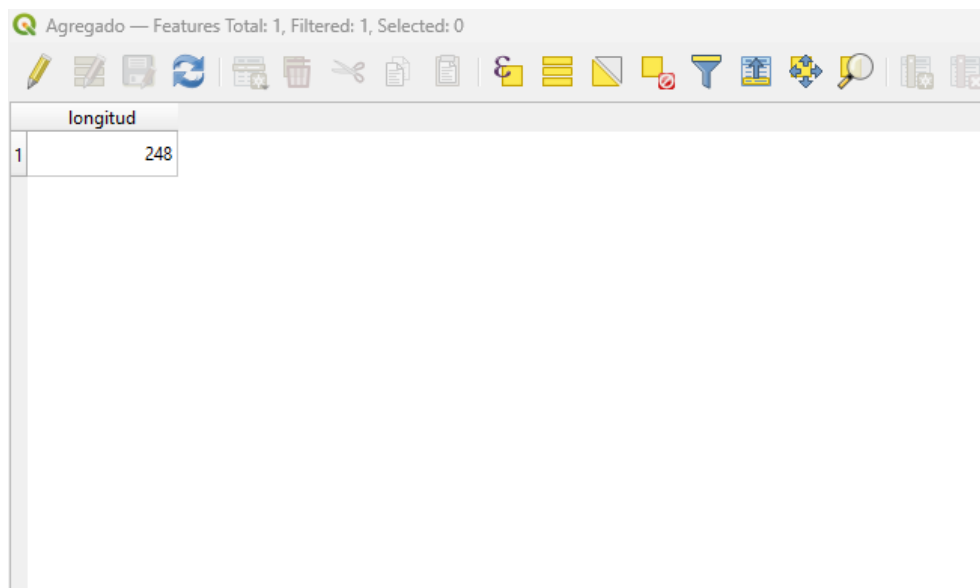 Agregado — Features Total: 1, Filtered: 1, Selected: 0
longitud
1 248